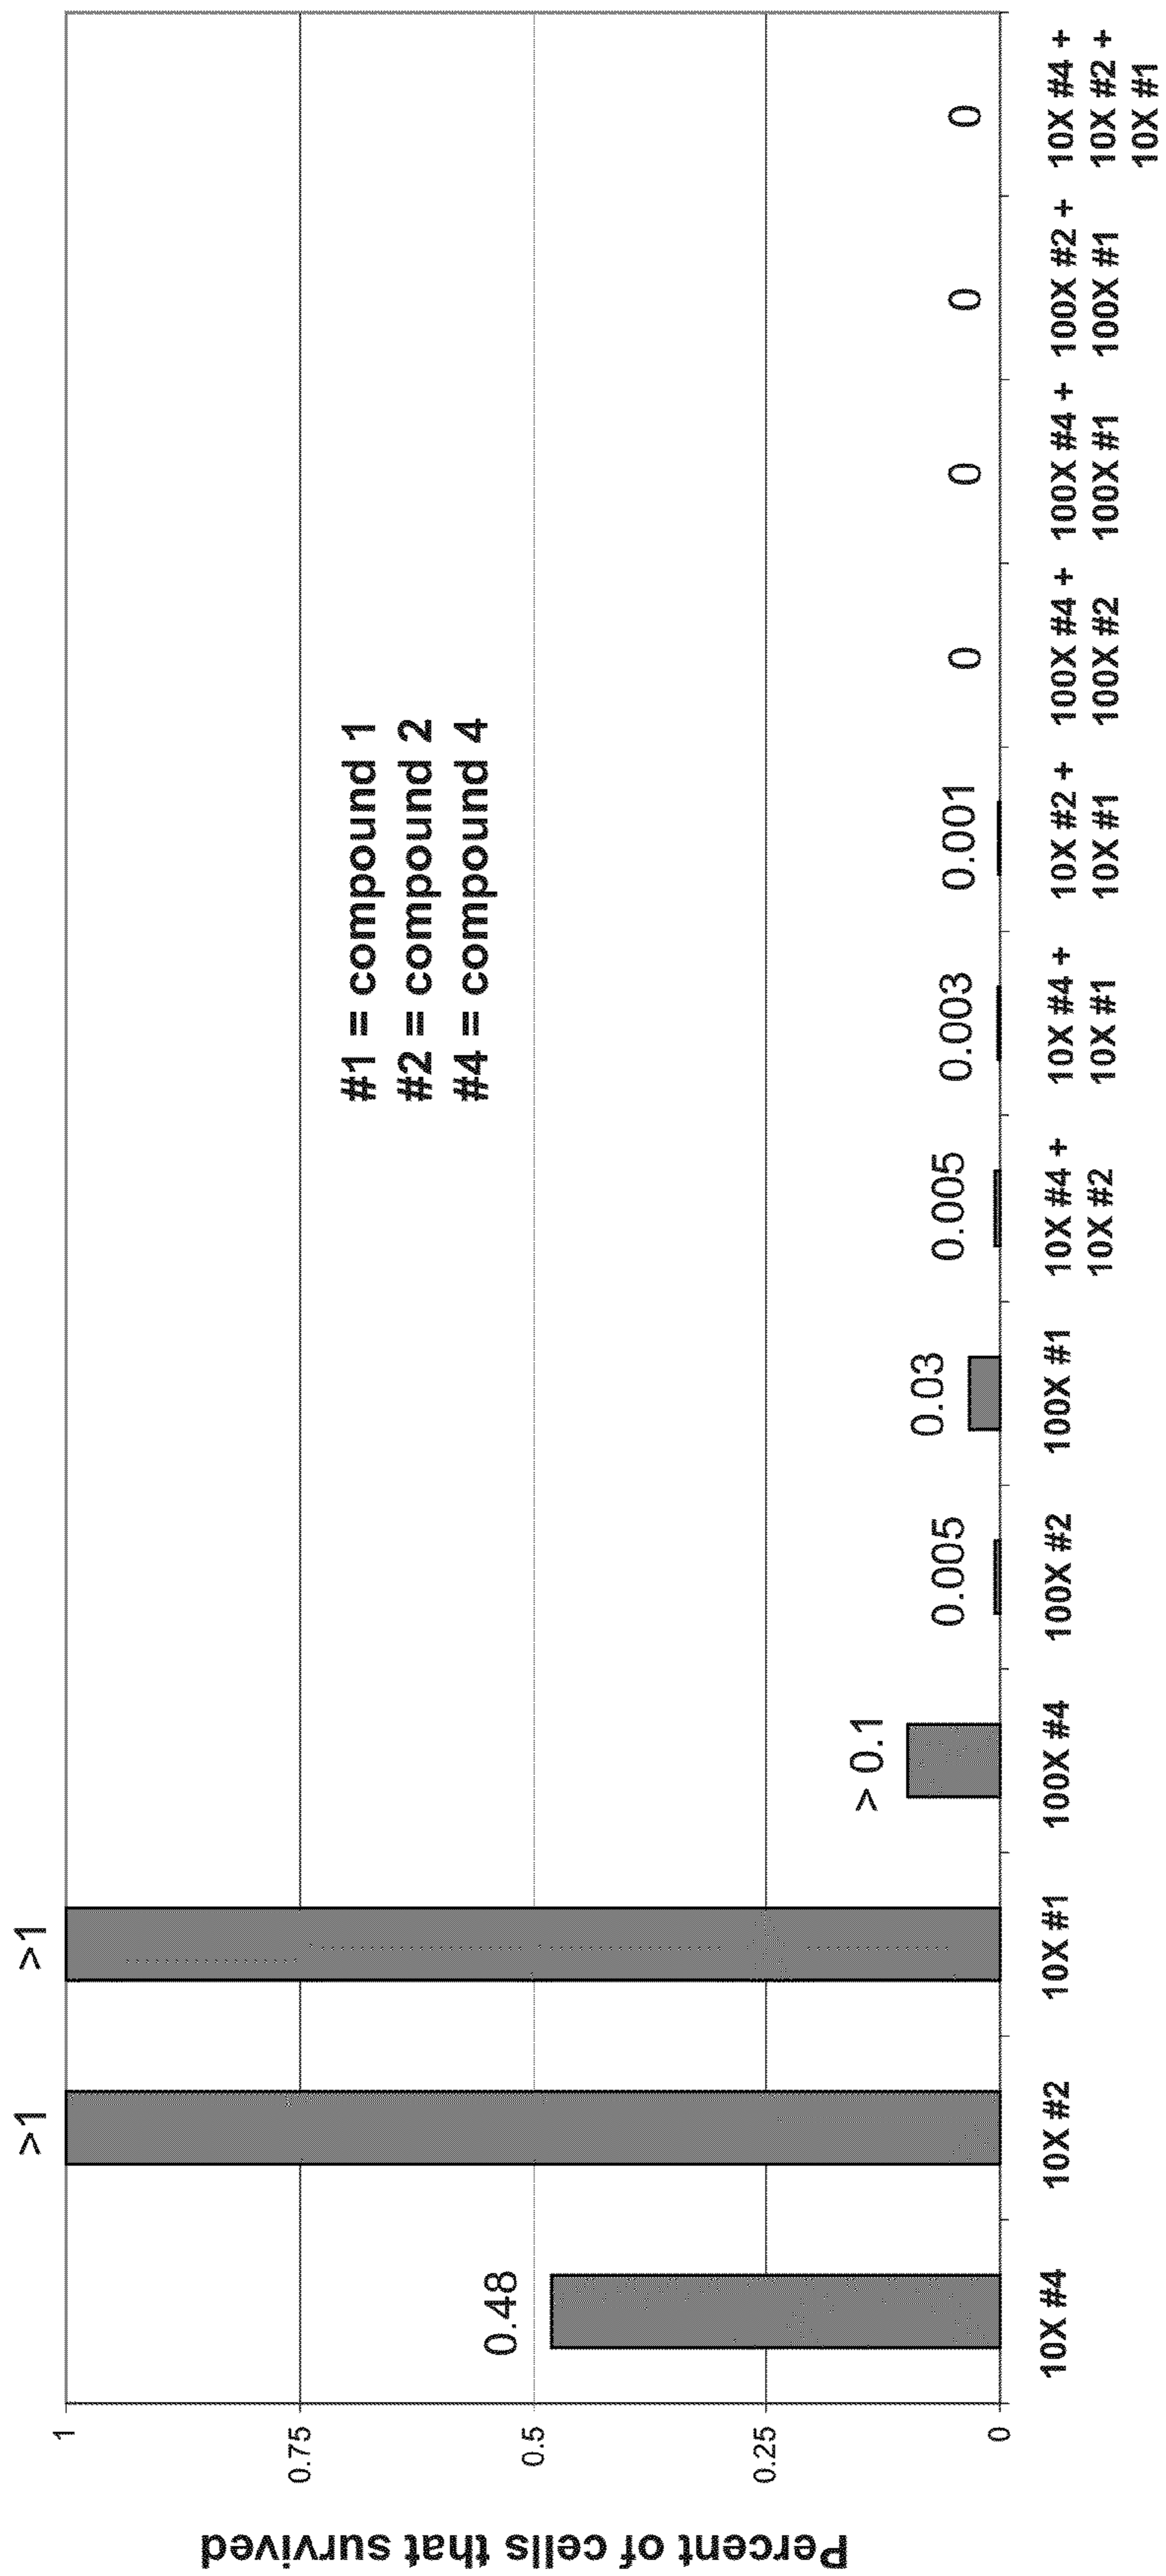 Percent of cells that survived
1
0.75
0.5
0.25
0
0.48
>1
>1
> 0.1
0.005
0.03
0.005
0.003
0.001
0
0
0
0
#1 = compound 1
#2 = compound 2
#4 = compound 4
10X #4
10X #2
10X #1
100X #4
100X #2
100X #1
10X #4 +
10X #2
10X #4 +
10X #1
10X #2 +
10X #1
100X #4 +
100X #2
100X #4 +
100X #1
100X #2 +
100X #1
10X #4 +
10X #2 +
10X #1